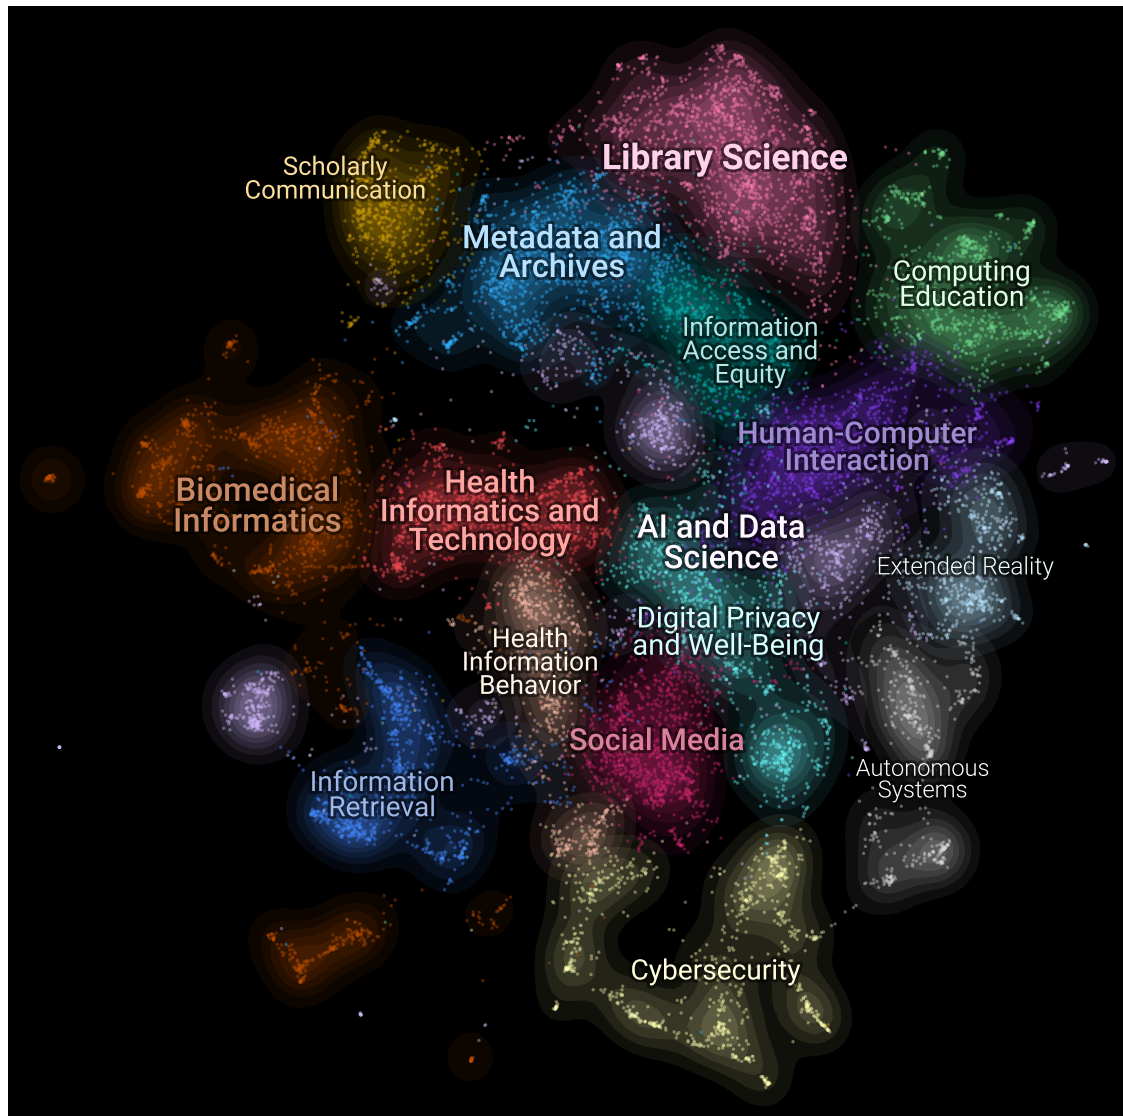 Library Science
Scholarly
Communication
Metadata and
Archives
Computing
Education
Information
Access and
Equity
Human-Computer
Interaction
Biomedical
Informatics
Health
Informatics and
Technology
AI and Data
Science
Extended Reality
Digital Privacy
and Well-Being
Health
Information
Behavior
Social Media
Information
Retrieval
Autonomous
Systems
Cybersecurity